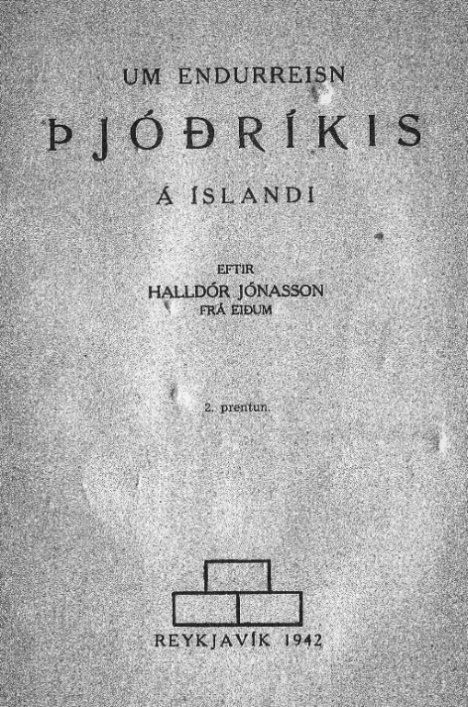 UM ENDURREISN
ÞJÓÐRÍKIS
Á ÍSLANDI
EFTIR
HALLDÓR JÓNASSON
FRÁ EIÐUM
2. prentun.
REYKJAVÍK 1942